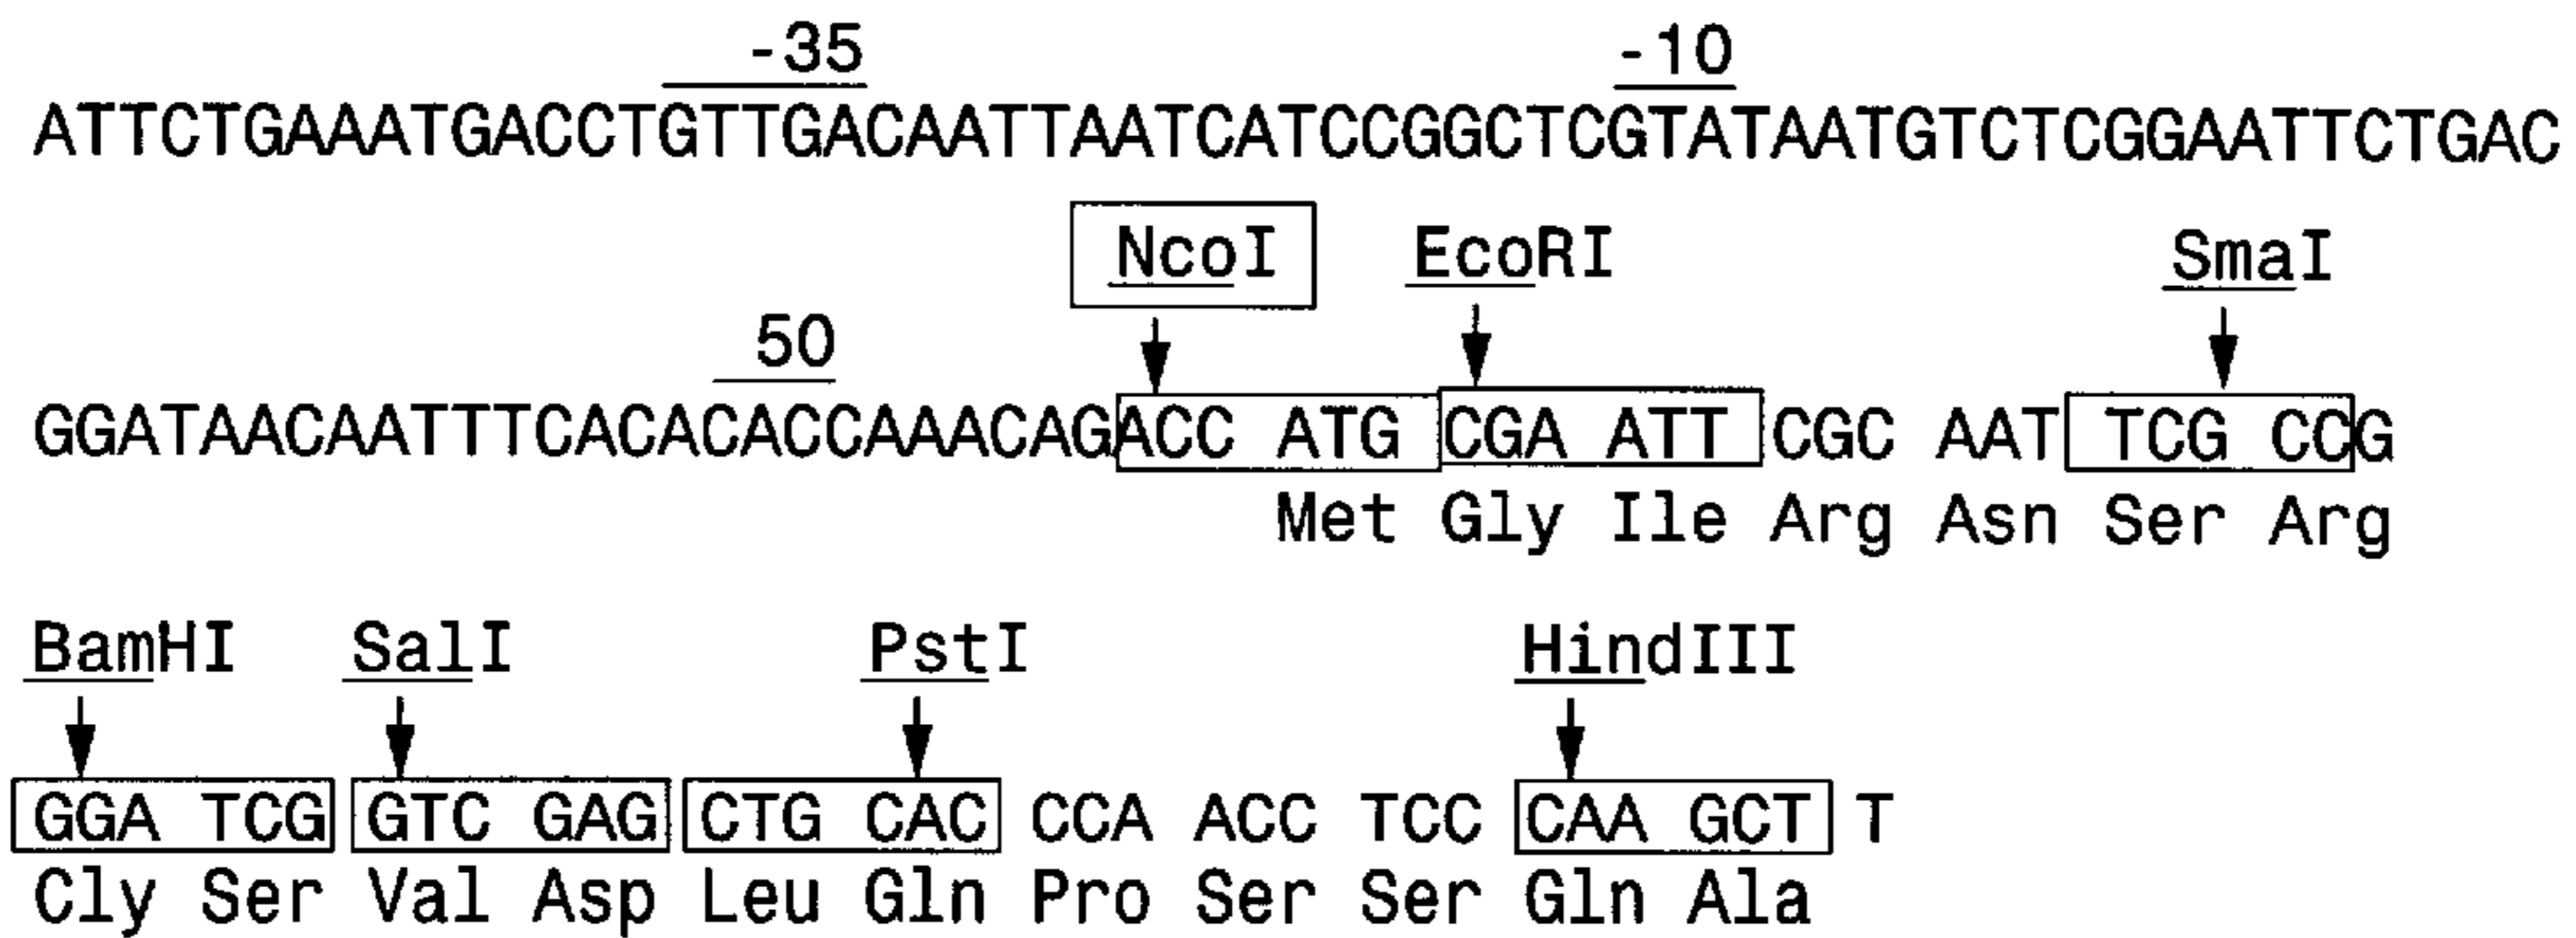 -35 -10
ATTCTGAAATGACCTGTTGACAATTAATCATCCGGCTCGTATAATGTCTCGGAATTCTGAC
NcoI EcoRI SmaI
50
GGATAACAATTTCACACACCAAACAGACC ATG CGA ATT CGC AAT TCG CCG
Met Gly Ile Arg Asn Ser Arg
BamHI SalI PstI HindIII
GGA TCG GTC GAG CTG CAC CCA ACC TCC CAA GCT T
Cly Ser Val Asp Leu Gln Pro Ser Ser Gln Ala